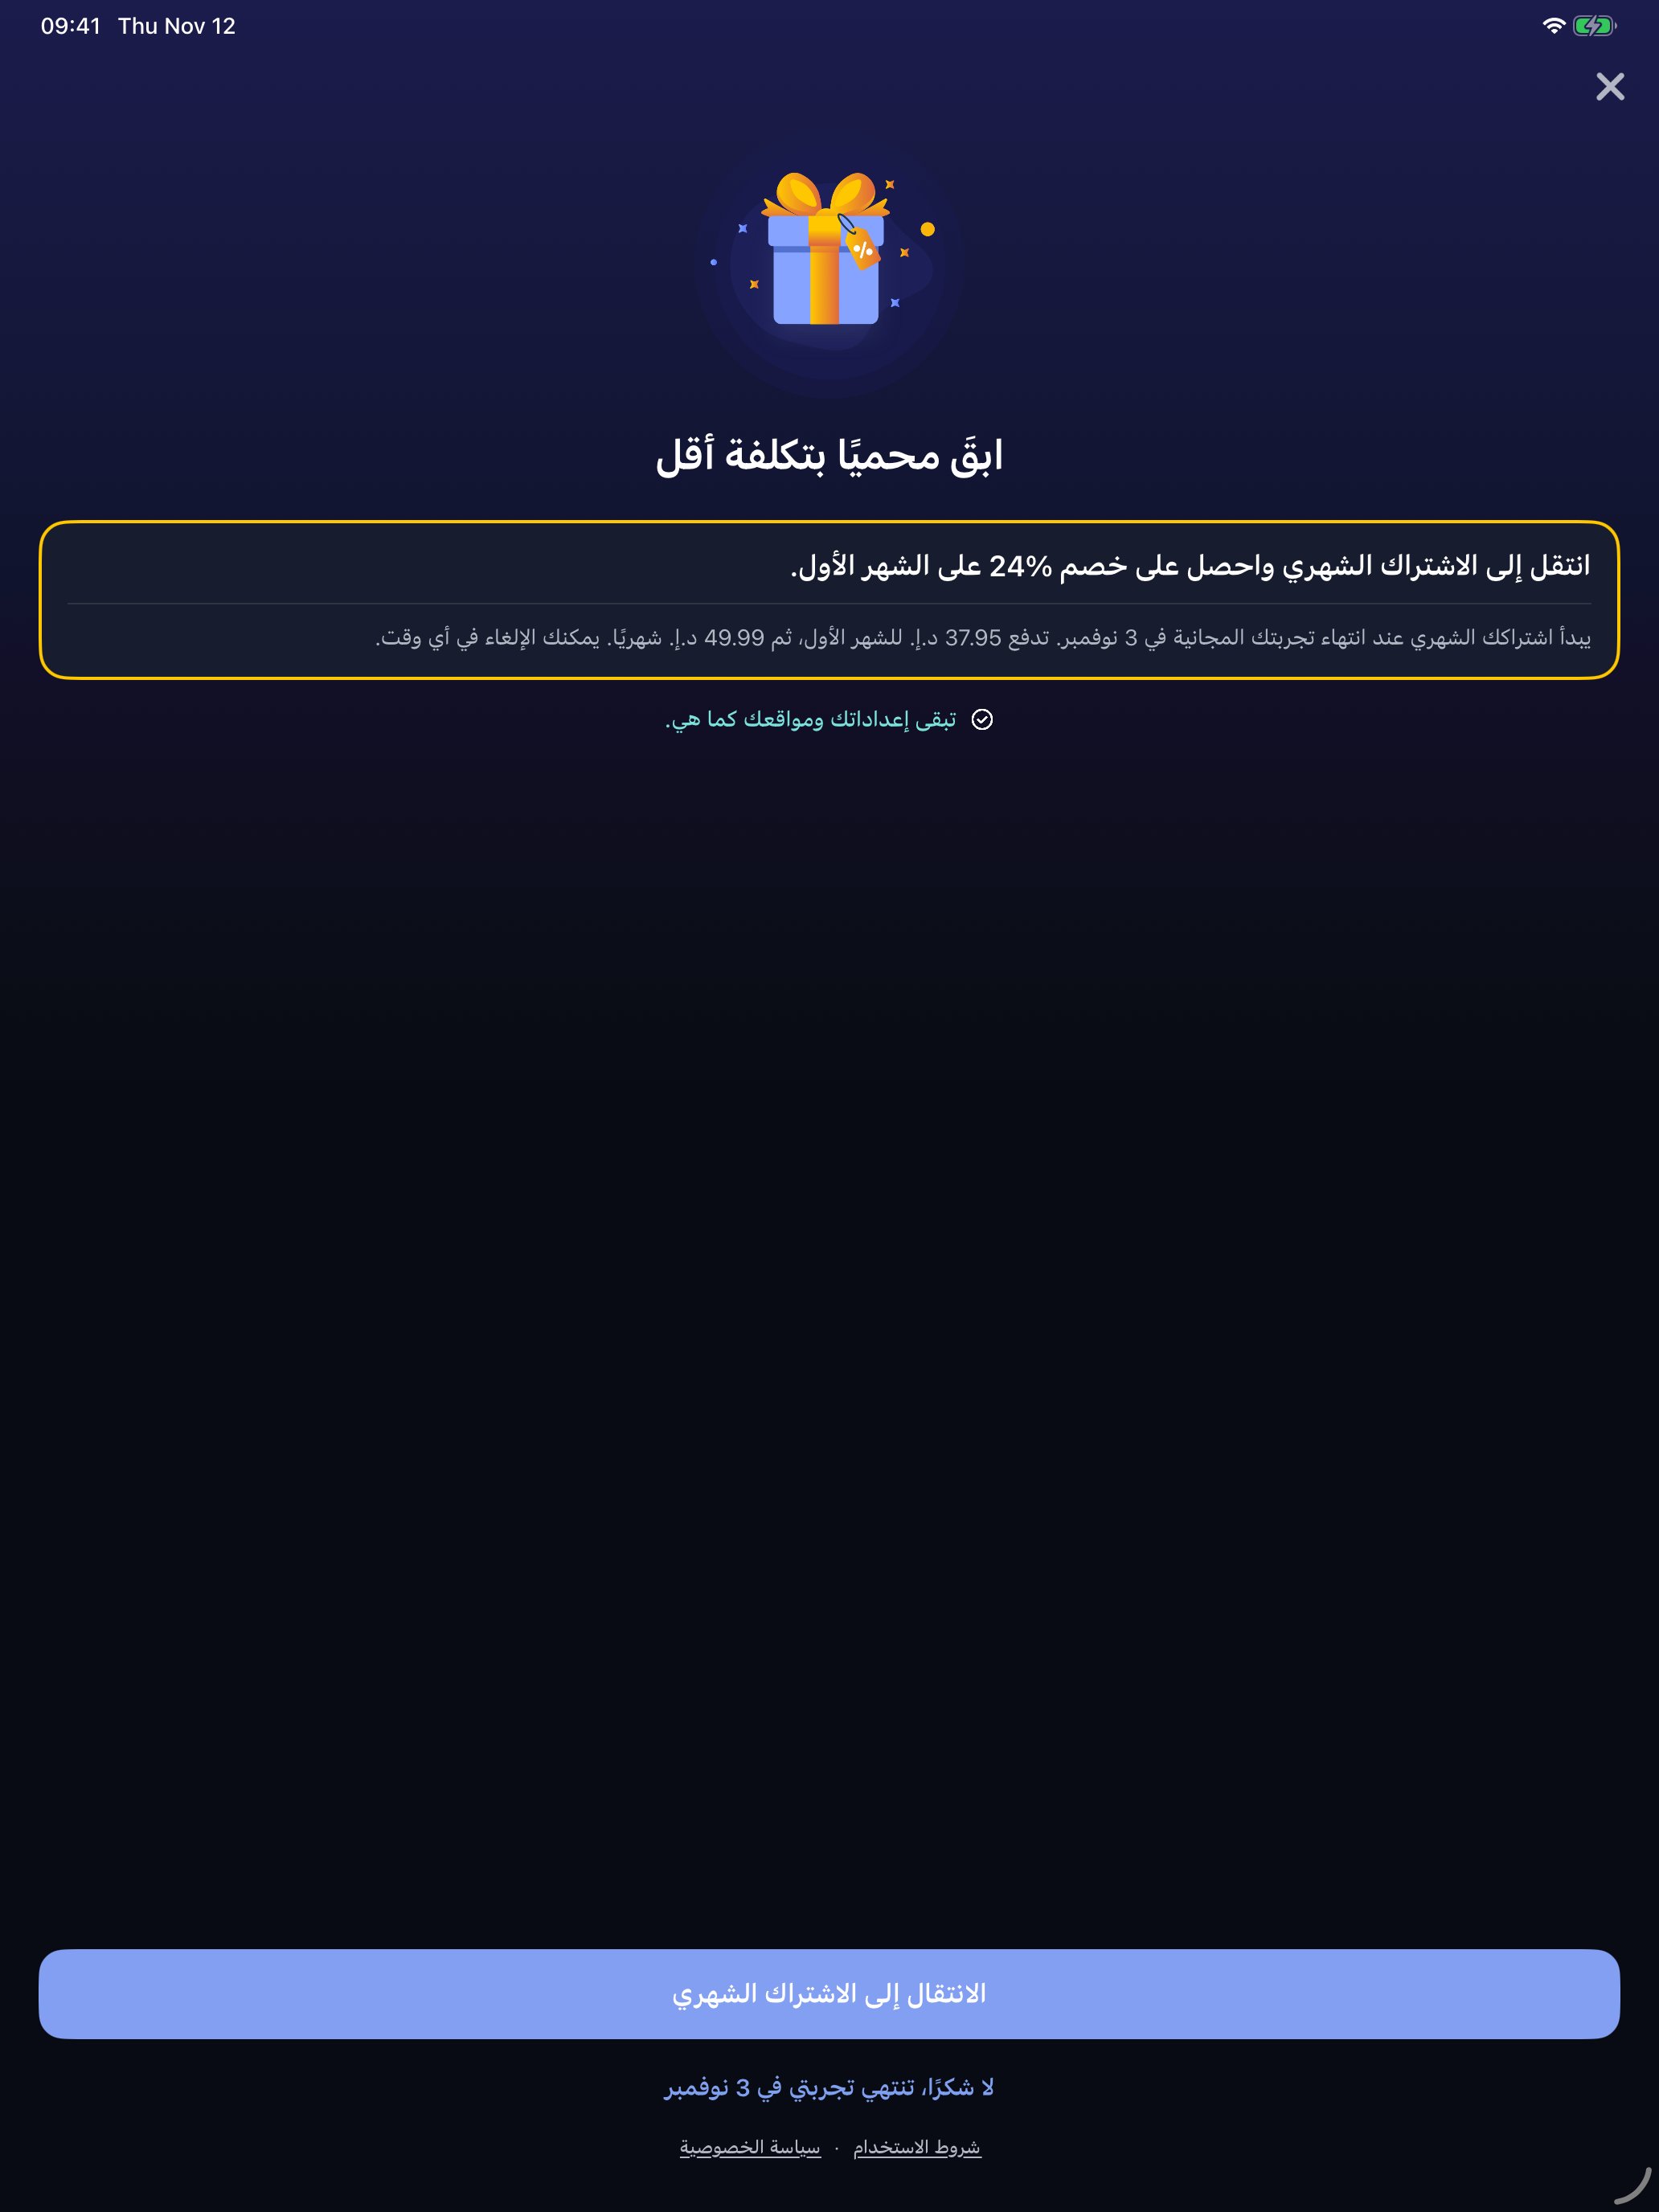 09:41 Thu Nov 12
%
ابقَ محميًا بتكلفة أقل
انتقل إلى الاشتراك الشهري واحصل على خصم 24% على الشهر الأول.
يبدأ اشتراكك الشهري عند انتهاء تجربتك المجانية في 3 نوفمبر. تدفع 37.95 د.إ. للشهر الأول، ثم 49.99 د.إ. شهريًا. يمكنك الإلغاء في أي وقت.
تبقى إعداداتك ومواقعك كما هي.
الانتقال إلى الاشتراك الشهري
لا شكرًا، تنتهي تجربتي في 3 نوفمبر
شروط الاستخدام · سياسة الخصوصية